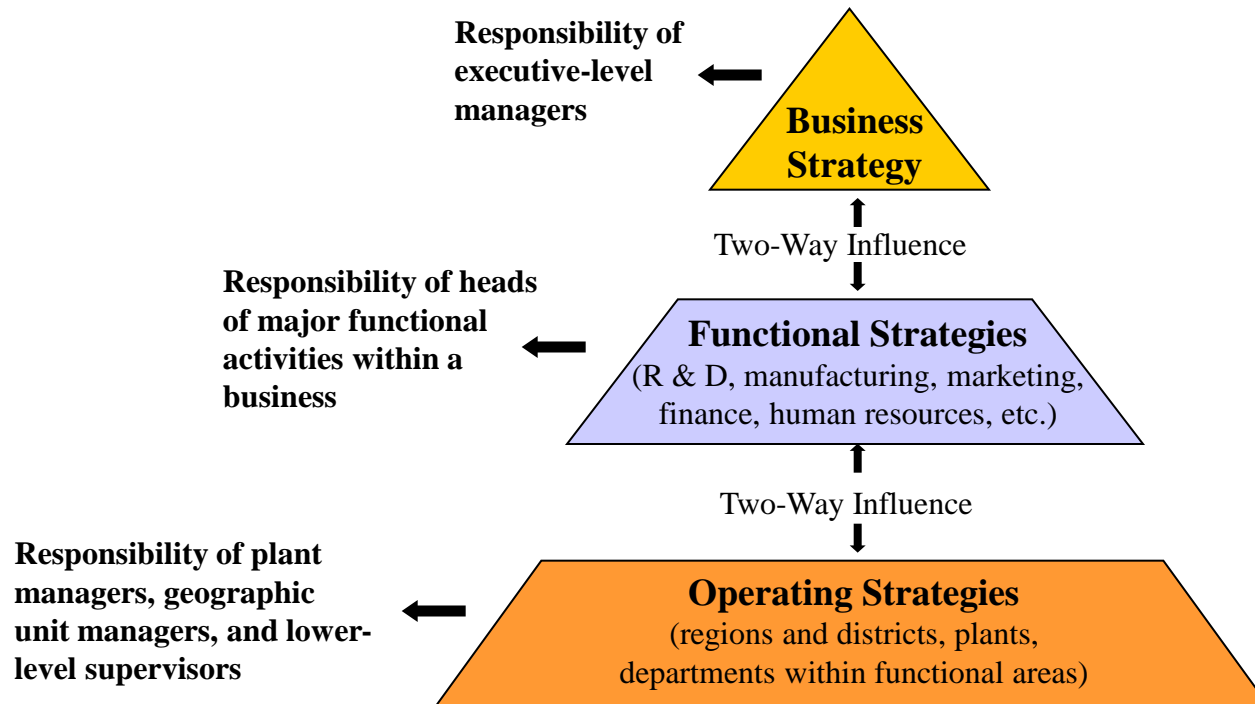 Responsibility of
executive-level
managers
Business
Strategy
Two-Way Influence
Responsibility of heads
of major functional
activities within a
business
Functional Strategies
(R & D, manufacturing, marketing,
finance, human resources, etc.)
Two-Way Influence
Responsibility of plant
managers, geographic
unit managers, and lower-
level supervisors
Operating Strategies
(regions and districts, plants,
departments within functional areas)